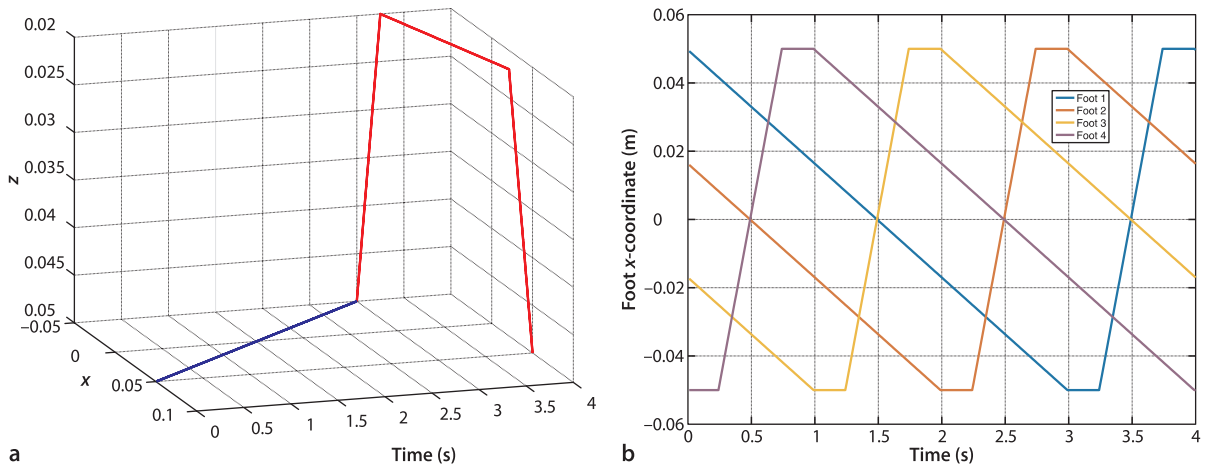 0.02
0.025
0.03
0.035
0.04
0.045
0.05
z
−0.05
0
0.05
0.1
x
0
0.5
1
1.5
2
2.5
3
3.5
4
Time (s)
a
0.06
0.04
0.02
0
−0.02
−0.04
−0.06
Foot x-coordinate (m)
Foot 1
Foot 2
Foot 3
Foot 4
0 0.5 1 1.5 2 2.5 3 3.5 4
Time (s)
b